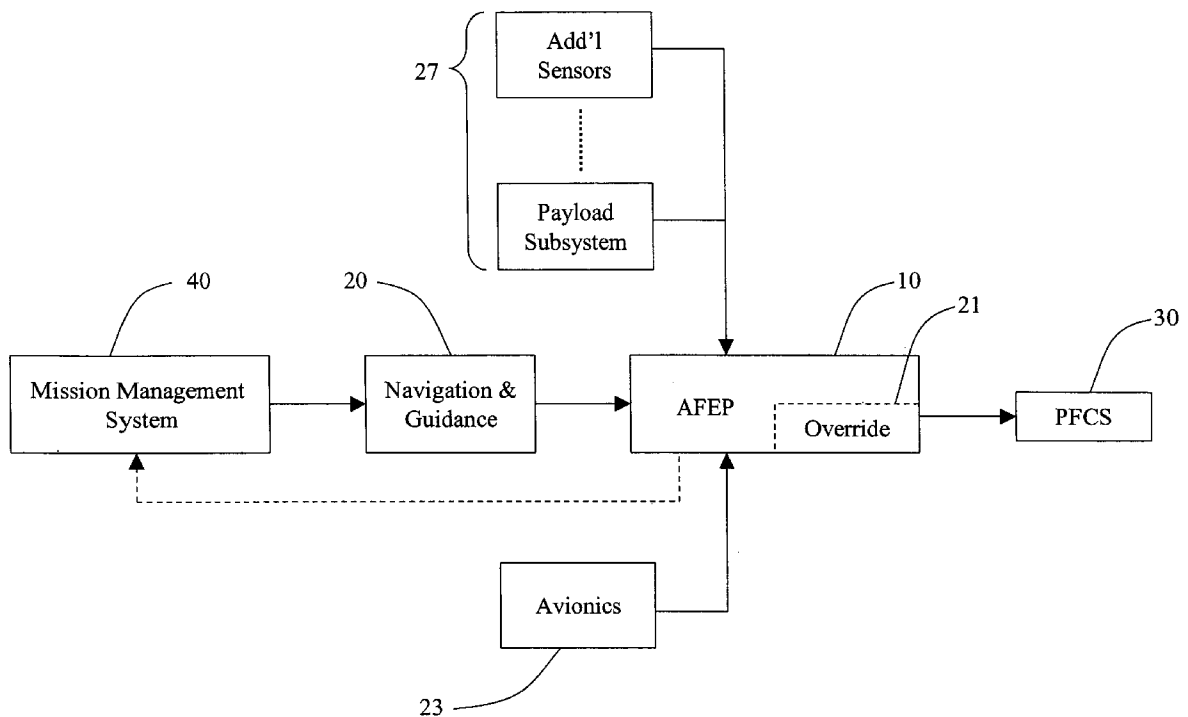 Add'l
Sensors
27
Payload
Subsystem
40
20
10
21
30
Mission Management
System
Navigation &
Guidance
AFEP
Override
PFCS
Avionics
23